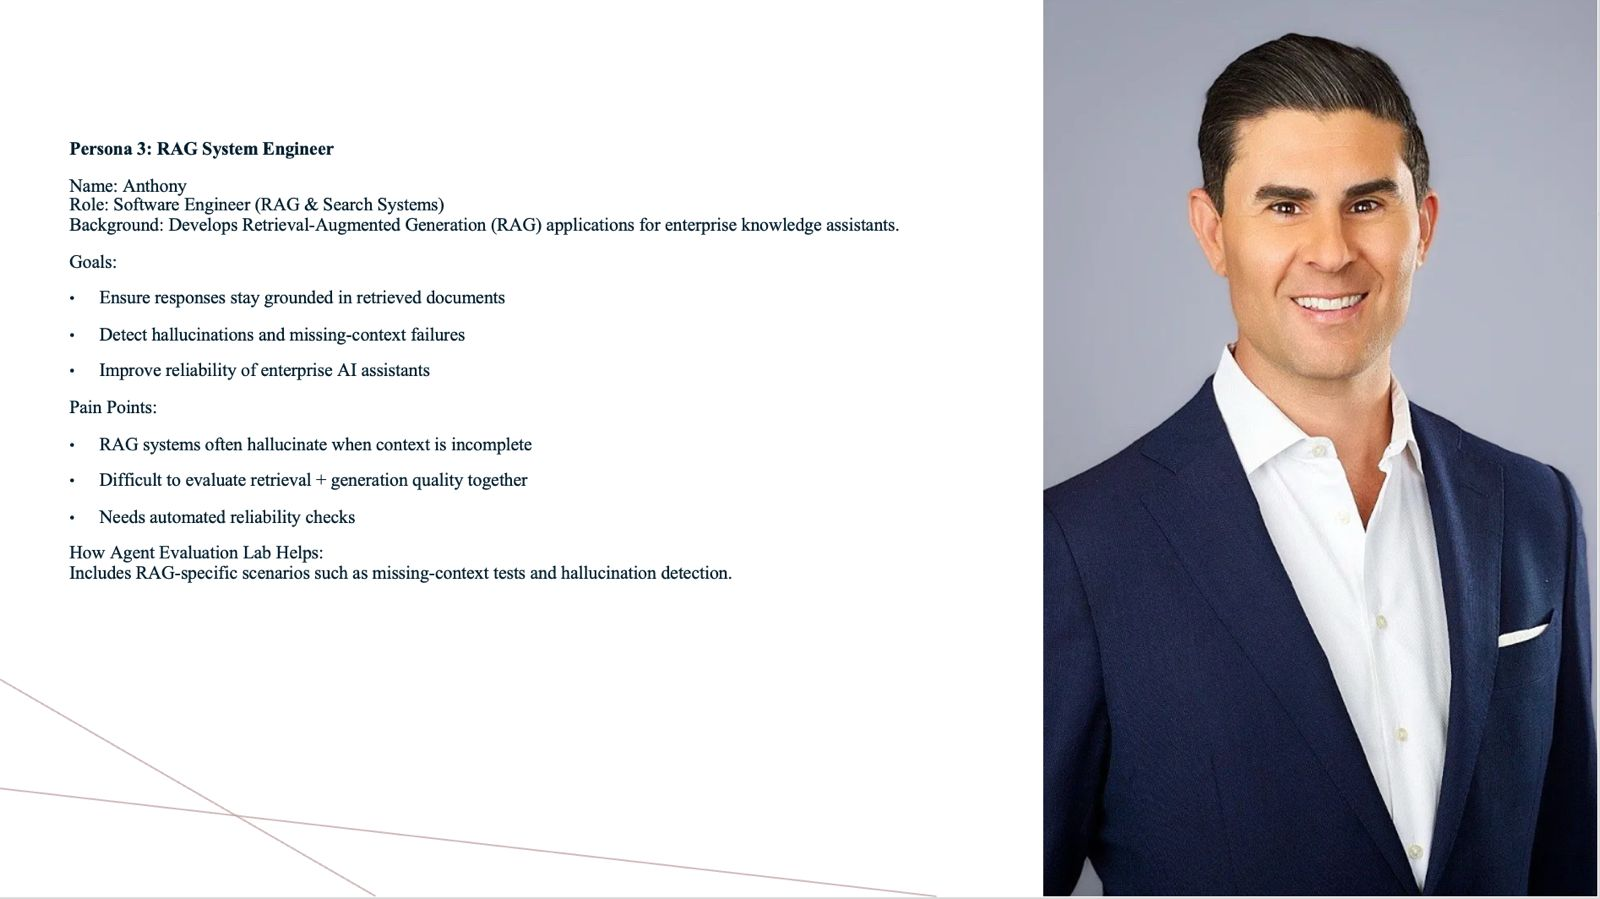 Persona 3: RAG System Engineer
Name: Anthony
Role: Software Engineer (RAG & Search Systems)
Background: Develops Retrieval-Augmented Generation (RAG) applications for enterprise knowledge assistants.
Goals:
• Ensure responses stay grounded in retrieved documents
• Detect hallucinations and missing-context failures
• Improve reliability of enterprise AI assistants
Pain Points:
• RAG systems often hallucinate when context is incomplete
• Difficult to evaluate retrieval + generation quality together
• Needs automated reliability checks
How Agent Evaluation Lab Helps:
Includes RAG-specific scenarios such as missing-context tests and hallucination detection.